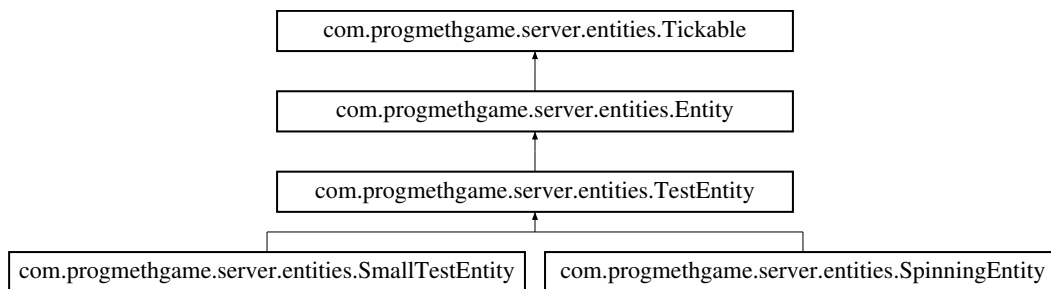 com.progmethgame.server.entities.Tickable
com.progmethgame.server.entities.Entity
com.progmethgame.server.entities.TestEntity
com.progmethgame.server.entities.SmallTestEntity
com.progmethgame.server.entities.SpinningEntity